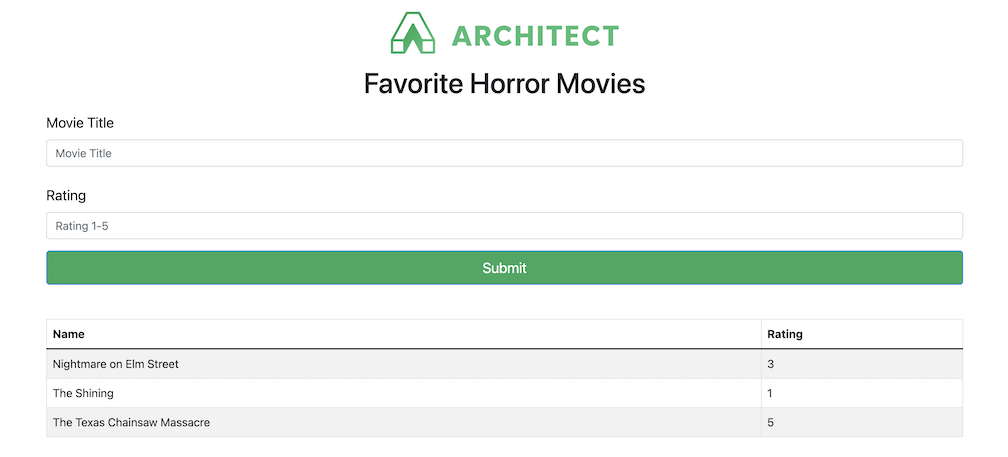 ARCHITECT
Favorite Horror Movies
Movie Title
Movie Title
Rating
Rating 1-5
Submit
Name Rating
Nightmare on Elm Street 3
The Shining 1
The Texas Chainsaw Massacre 5